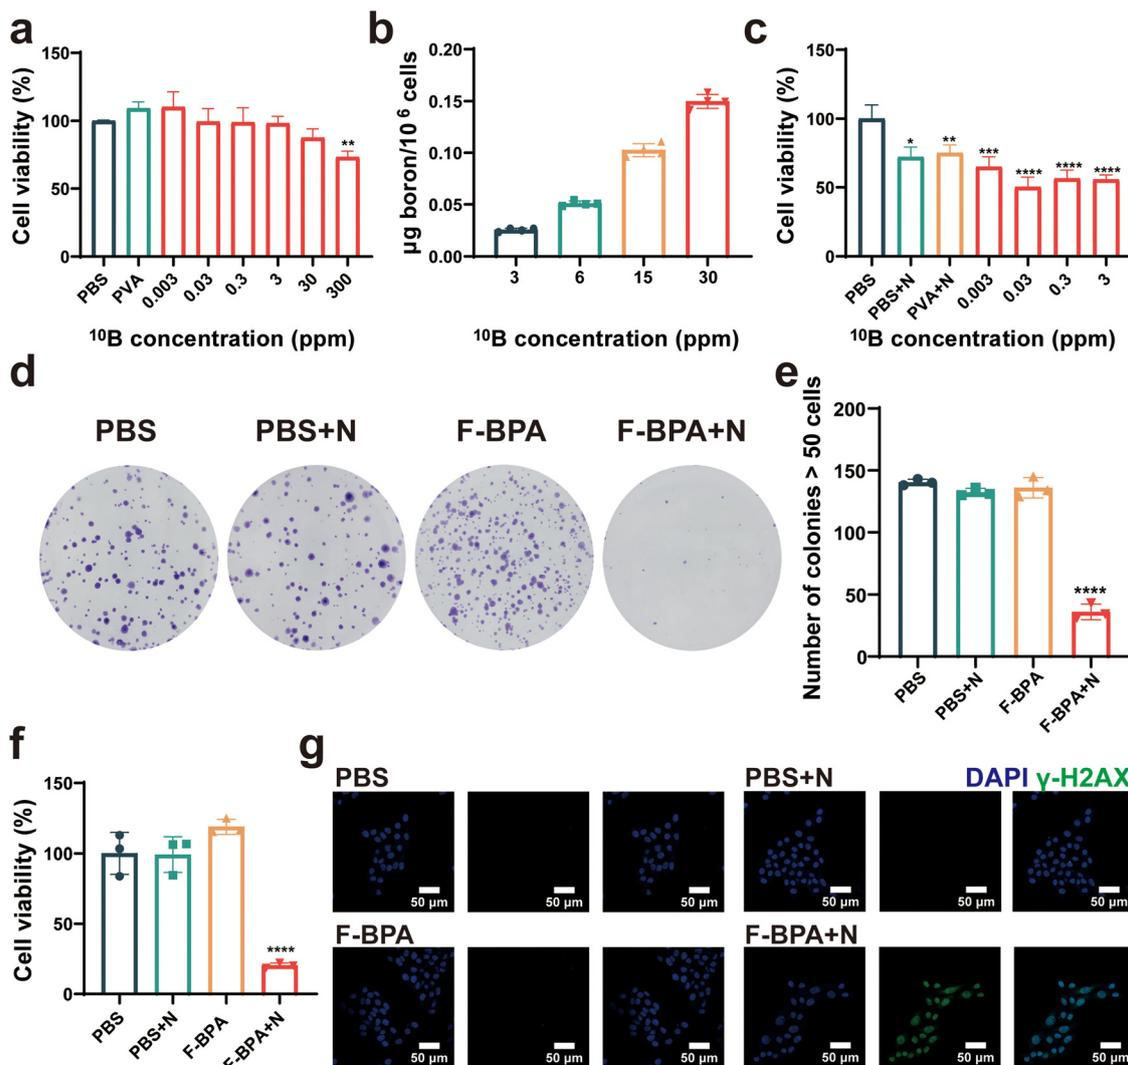 a
Cell viability (%)
150
100
50
0
**
PBS
PVA
0.003
0.03
0.3
3
30
300
¹⁰B concentration (ppm)
b
µg boron/10⁶ cells
0.20
0.15
0.10
0.05
0.00
3
6
15
30
¹⁰B concentration (ppm)
c
Cell viability (%)
150
100
50
0
*
**
***
****
****
****
PBS
PBS+N
PVA+N
0.003
0.03
0.3
3
¹⁰B concentration (ppm)
d
PBS
PBS+N
F-BPA
F-BPA+N
e
Number of colonies > 50 cells
200
150
100
50
0
****
PBS
PBS+N
F-BPA
F-BPA+N
f
Cell viability (%)
150
100
50
0
****
PBS
PBS+N
F-BPA
F-BPA+N
g
PBS
PBS+N
DAPI γ-H2AX
50 µm
50 µm
50 µm
50 µm
50 µm
50 µm
F-BPA
F-BPA+N
50 µm
50 µm
50 µm
50 µm
50 µm
50 µm